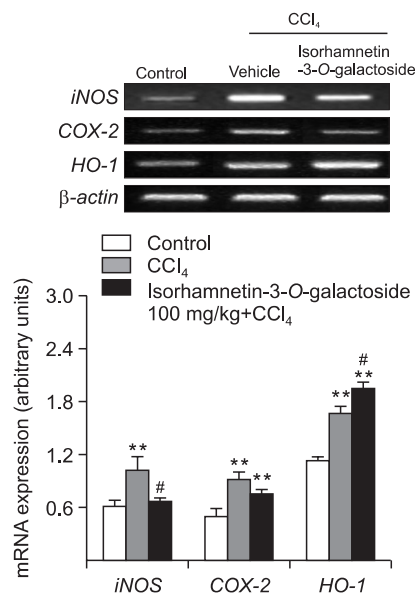 CCl₄
Control Vehicle Isorhamnetin
-3-O-galactoside
iNOS
COX-2
HO-1
β-actin
Control
CCl₄
Isorhamnetin-3-O-galactoside
100 mg/kg+CCl₄
mRNA expression (arbitrary units)
3.0
2.4
1.8
1.2
0.6
** #
** **
** # **
iNOS COX-2 HO-1